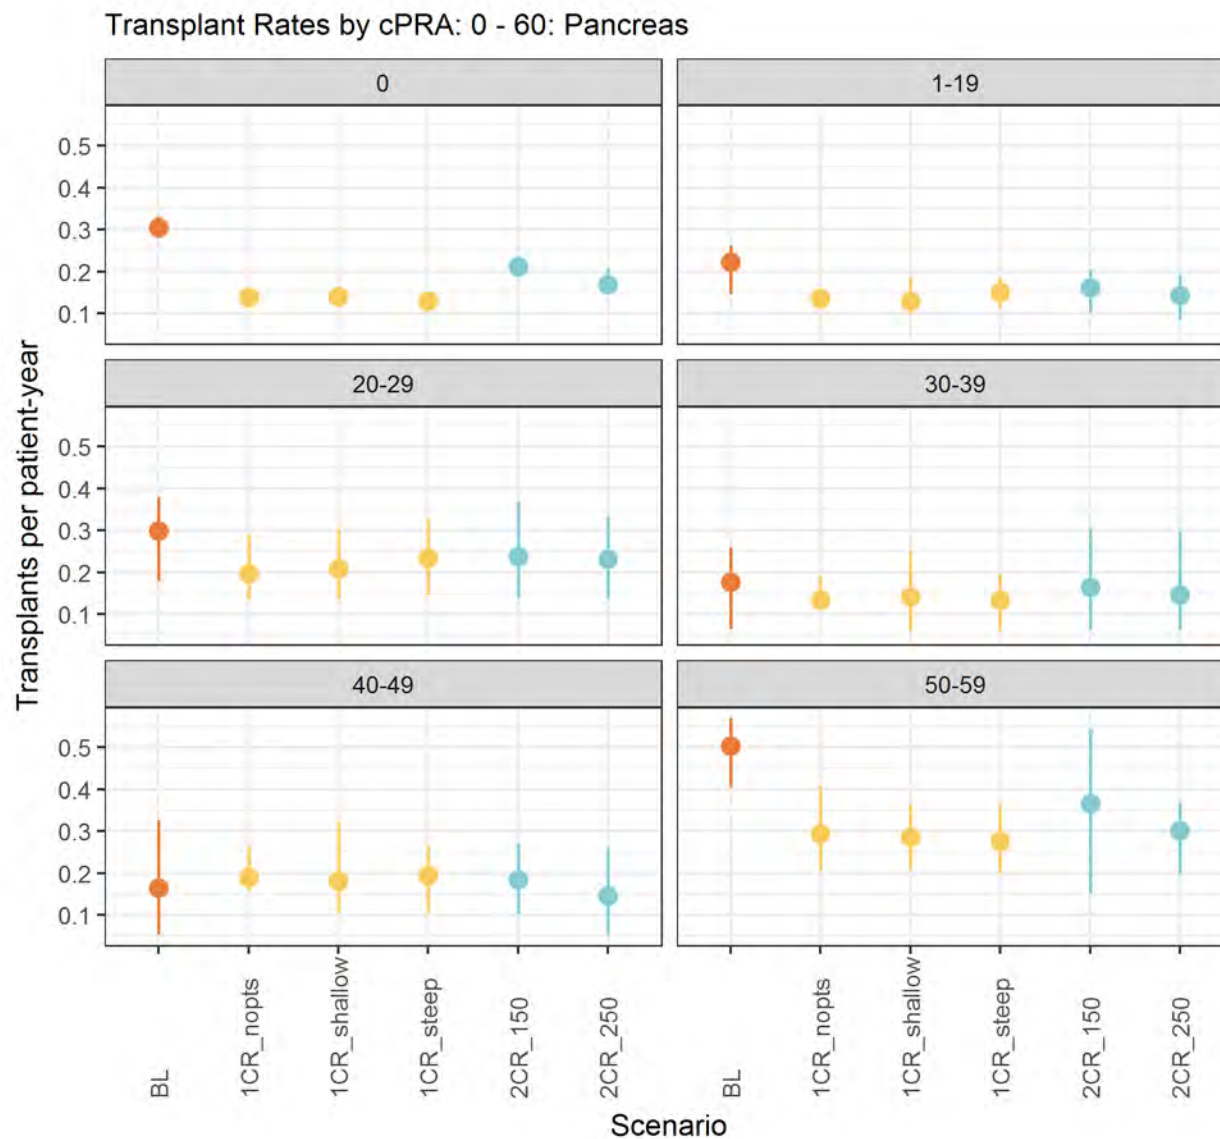 Transplant Rates by cPRA: 0 - 60: Pancreas
0
1-19
0.5
0.4
0.3
0.2
0.1
20-29
30-39
0.5
0.4
0.3
0.2
0.1
40-49
50-59
0.5
0.4
0.3
0.2
0.1
Transplants per patient-year
BL
1CR_nopts
1CR_shallow
1CR_steep
2CR_150
2CR_250
BL
1CR_nopts
1CR_shallow
1CR_steep
2CR_150
2CR_250
Scenario